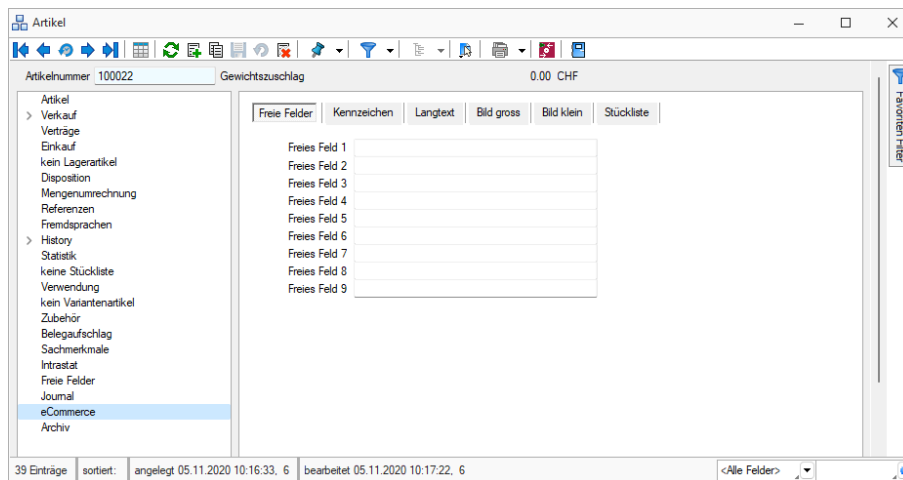 Artikel
Artikelnummer 100022 Gewichtszuschlag 0.00 CHF
Artikel
Verkauf
Verträge
Einkauf
kein Lagerartikel
Disposition
Mengenumrechnung
Referenzen
Fremdsprachen
History
Statistik
keine Stückliste
Verwendung
kein Variantenartikel
Zubehör
Belegaufschlag
Sachmerkmale
Intrastat
Freie Felder
Journal
eCommerce
Archiv
Freie Felder Kennzeichen Langtext Bild gross Bild klein Stückliste
Freies Feld 1
Freies Feld 2
Freies Feld 3
Freies Feld 4
Freies Feld 5
Freies Feld 6
Freies Feld 7
Freies Feld 8
Freies Feld 9
Favoriten Filter
39 Einträge sortiert: angelegt 05.11.2020 10:16:33, 6 bearbeitet 05.11.2020 10:17:22, 6 <Alle Felder>